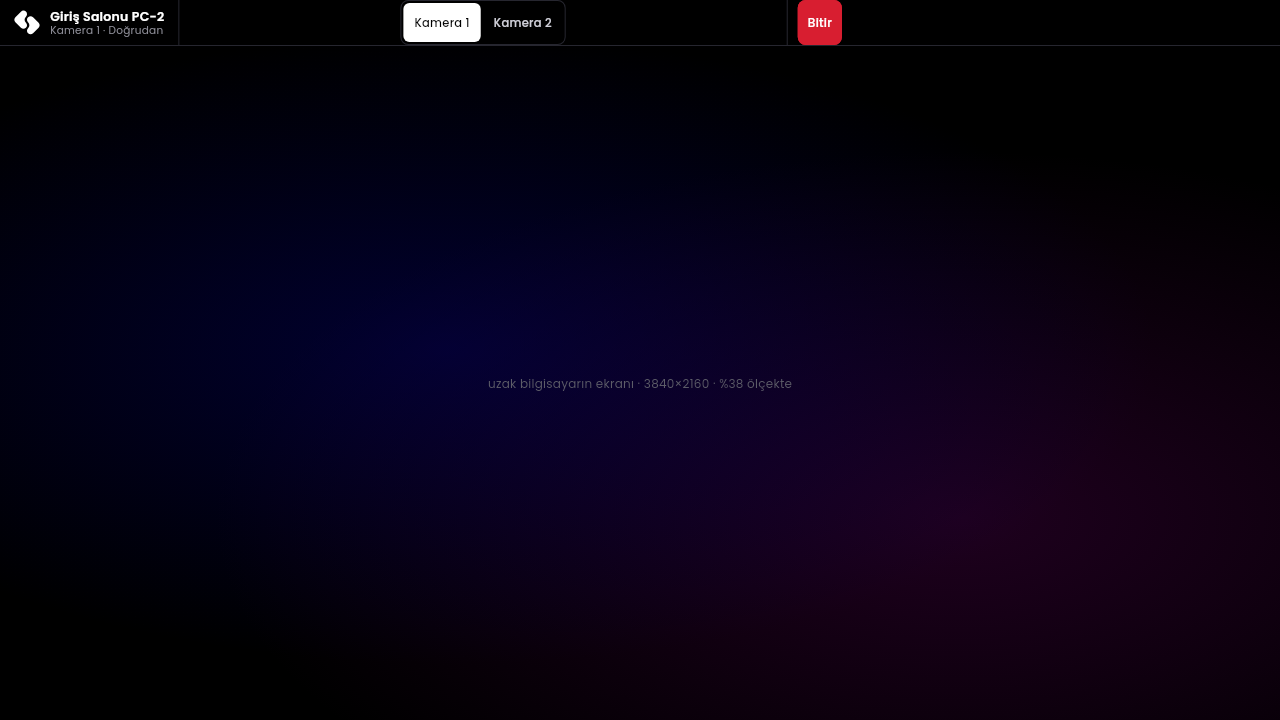 Giriş Salonu PC-2
Kamera 1 · Doğrudan
Kamera 1
Kamera 2
Bitir
uzak bilgisayarın ekranı · 3840×2160 · %38 ölçekte